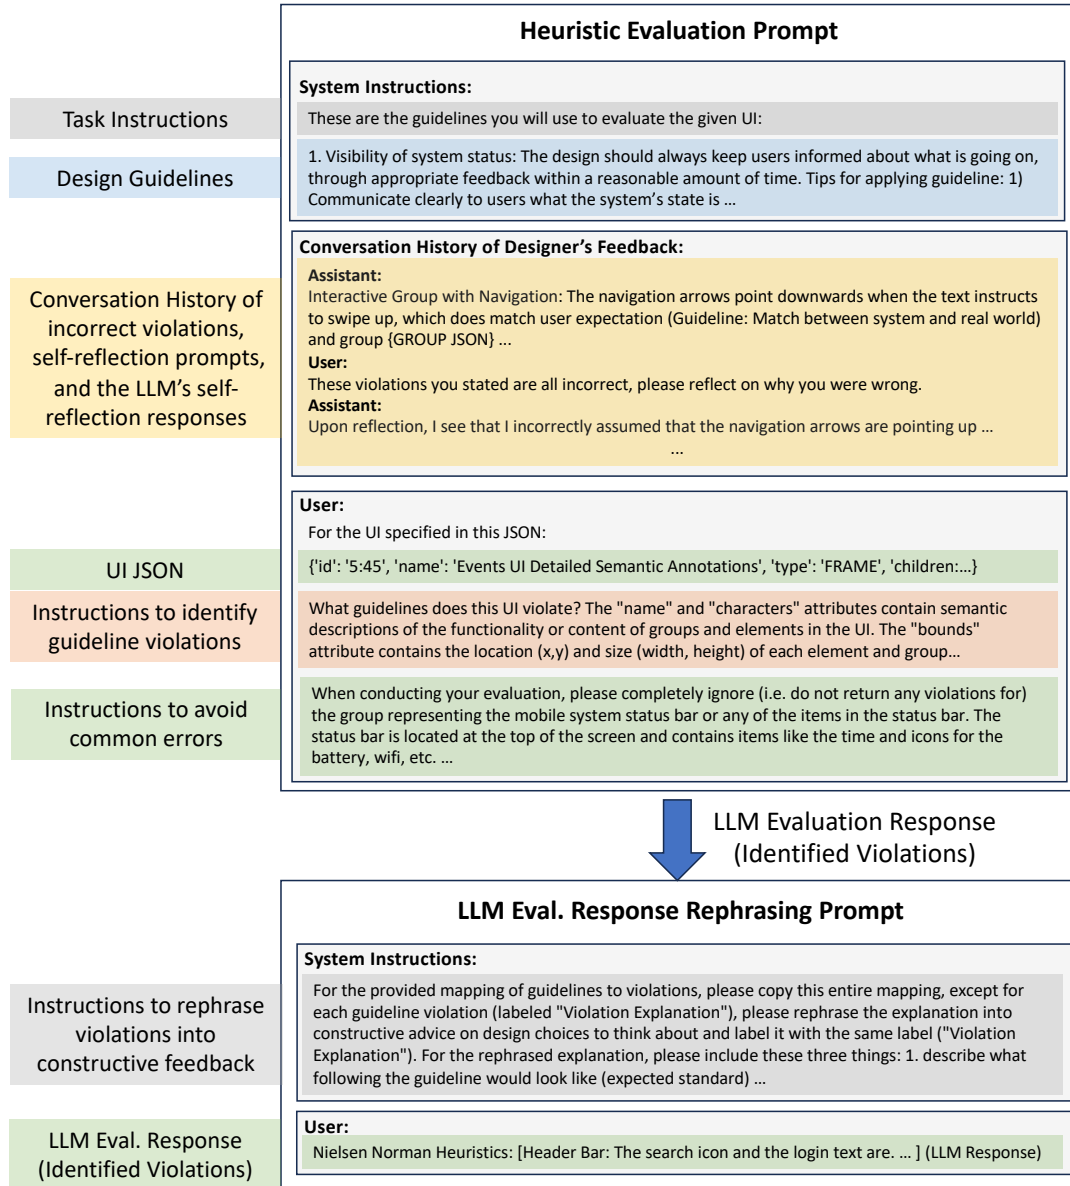 Heuristic Evaluation Prompt
System Instructions:
Task Instructions
These are the guidelines you will use to evaluate the given UI:
Design Guidelines
1. Visibility of system status: The design should always keep users informed about what is going on,
through appropriate feedback within a reasonable amount of time. Tips for applying guideline: 1)
Communicate clearly to users what the system's state is ...
Conversation History of Designer's Feedback:
Conversation History of
incorrect violations,
self-reflection prompts,
and the LLM's self-
reflection responses
Assistant:
Interactive Group with Navigation: The navigation arrows point downwards when the text instructs
to swipe up, which does match user expectation (Guideline: Match between system and real world)
and group {GROUP JSON} ...
User:
These violations you stated are all incorrect, please reflect on why you were wrong.
Assistant:
Upon reflection, I see that I incorrectly assumed that the navigation arrows are pointing up ...
...
User:
For the UI specified in this JSON:
UI JSON
{'id': '5:45', 'name': 'Events UI Detailed Semantic Annotations', 'type': 'FRAME', 'children:...}
Instructions to identify
guideline violations
What guidelines does this UI violate? The "name" and "characters" attributes contain semantic
descriptions of the functionality or content of groups and elements in the UI. The "bounds"
attribute contains the location (x,y) and size (width, height) of each element and group...
Instructions to avoid
common errors
When conducting your evaluation, please completely ignore (i.e. do not return any violations for)
the group representing the mobile system status bar or any of the items in the status bar. The
status bar is located at the top of the screen and contains items like the time and icons for the
battery, wifi, etc. ...
LLM Evaluation Response
(Identified Violations)
LLM Eval. Response Rephrasing Prompt
System Instructions:
Instructions to rephrase
violations into
constructive feedback
For the provided mapping of guidelines to violations, please copy this entire mapping, except for
each guideline violation (labeled "Violation Explanation"), please rephrase the explanation into
constructive advice on design choices to think about and label it with the same label ("Violation
Explanation"). For the rephrased explanation, please include these three things: 1. describe what
following the guideline would look like (expected standard) ...
User:
LLM Eval. Response
(Identified Violations)
Nielsen Norman Heuristics: [Header Bar: The search icon and the login text are. ... ] (LLM Response)